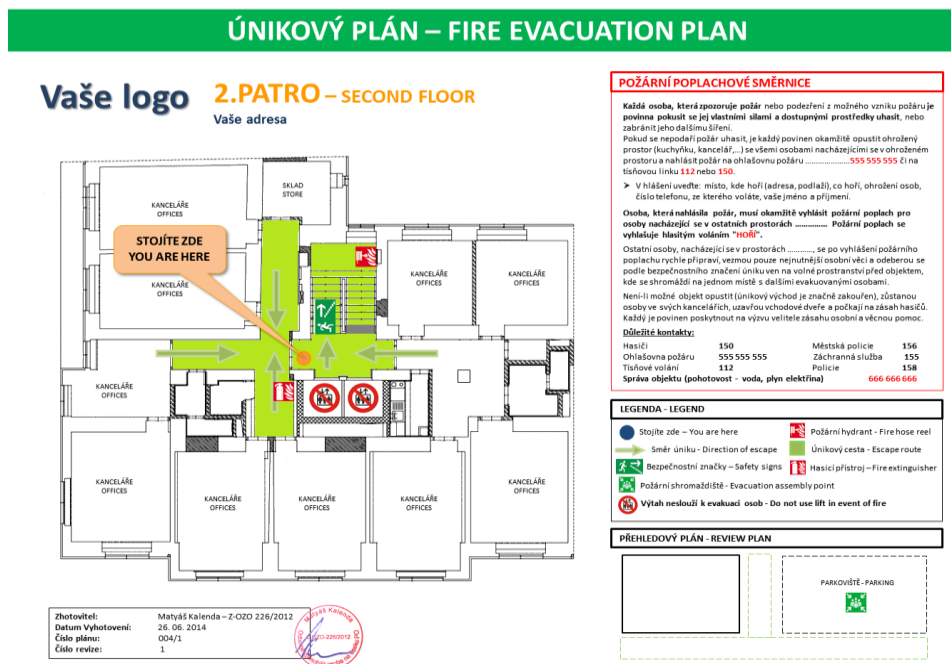 ÚNIKOVÝ PLÁN – FIRE EVACUATION PLAN
Vaše logo
2.PATRO – SECOND FLOOR
Vaše adresa
SKLAD
STORE
KANCELÁŘE
OFFICES
STOJÍTE ZDE
YOU ARE HERE
KANCELÁŘE
OFFICES
KANCELÁŘE
OFFICES
KANCELÁŘE
OFFICES
KANCELÁŘE
OFFICES
KANCELÁŘE
OFFICES
KANCELÁŘE
OFFICES
KANCELÁŘE
OFFICES
KANCELÁŘE
OFFICES
KANCELÁŘE
OFFICES
POŽÁRNÍ POPLACHOVÉ SMĚRNICE
Každá osoba, která zpozoruje požár nebo podezření z možného vzniku požáru je
povinna pokusit se jej vlastními silami a dostupnými prostředky uhasit, nebo
zabránit jeho dalšímu šíření.
Pokud se nepodaří požár uhasit, je každý povinen okamžitě opustit ohrožený
prostor (kuchyňku, kancelář,...) se všemi osobami nacházejícími se v ohroženém
prostoru a nahlásit požár na ohlašovnu požáru .....................555 555 555 či na
tísňovou linku 112 nebo 150.
➤ V hlášení uveďte: místo, kde hoří (adresa, podlaží), co hoří, ohrožení osob,
číslo telefonu, ze kterého voláte, vaše jméno a příjmení.
Osoba, která nahlásila požár, musí okamžitě vyhlásit požární poplach pro
osoby nacházející se v ostatních prostorách .............. Požární poplach se
vyhlašuje hlasitým voláním "HOŘÍ".
Ostatní osoby, nacházející se v prostorách .........., se po vyhlášení požárního
poplachu rychle připraví, vezmou pouze nejnutnější osobní věci a odeberou se
podle bezpečnostního značení úniku ven na volné prostranství před objektem,
kde se shromáždí na jednom místě s dalšími evakuovanými osobami.
Není-li možné objekt opustit (únikový východ je značně zakouřen), zůstanou
osoby ve svých kancelářích, uzavřou vchodové dveře a počkají na zásah hasičů.
Každý je povinen poskytnout na výzvu velitele zásahu osobní a věcnou pomoc.
Důležité kontakty:
Hasiči 150 Městská policie 156
Ohlašovna požáru 555 555 555 Záchranná služba 155
Tísňové volání 112 Policie 158
Správa objektu (pohotovost - voda, plyn elektřina) 666 666 666
LEGENDA - LEGEND
Stojíte zde – You are here
Požární hydrant - Fire hose reel
Směr úniku - Direction of escape
Úniková cesta - Escape route
Bezpečnostní značky – Safety signs
Hasicí přístroj – Fire extinguisher
Požární shromaždiště - Evacuation assembly point
Výtah neslouží k evakuaci osob - Do not use lift in event of fire
PŘEHLEDOVÝ PLÁN - REVIEW PLAN
PARKOVIŠTĚ - PARKING
Zhotovitel: Matyáš Kalenda – Z-OZO 226/2012
Datum Vyhotovení: 26. 06. 2014
Číslo plánu: 004/1
Číslo revize: 1
Matyáš Kalenda